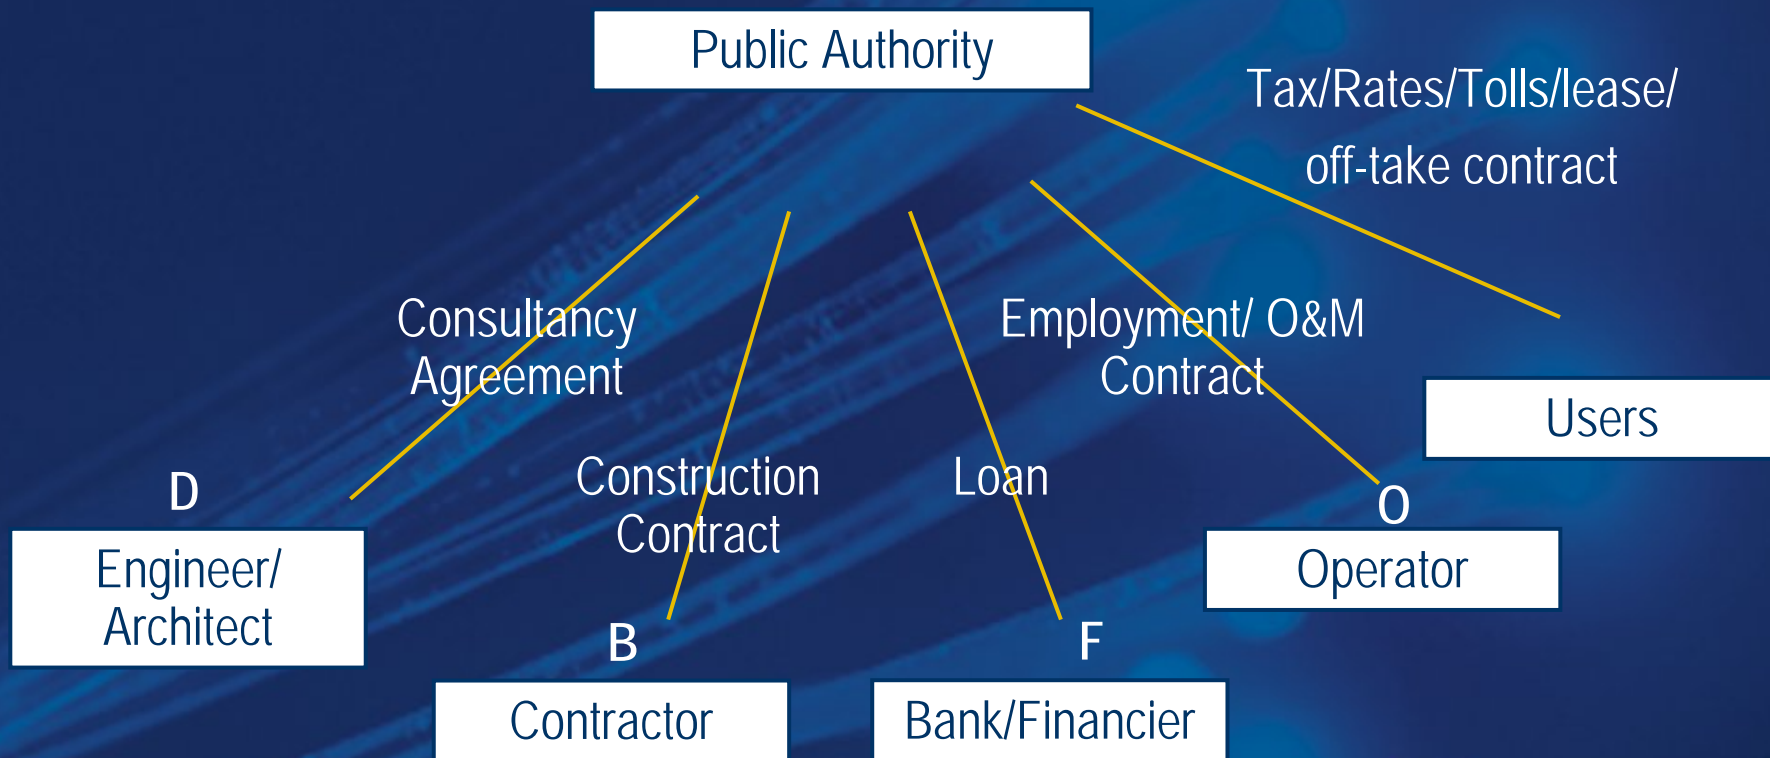 Public Authority
Tax/Rates/Tolls/lease/
off-take contract
Consultancy
Agreement
Employment/ O&M
Contract
Users
Construction
Contract
Loan
D
O
Engineer/
Architect
Operator
B
F
Contractor
Bank/Financier